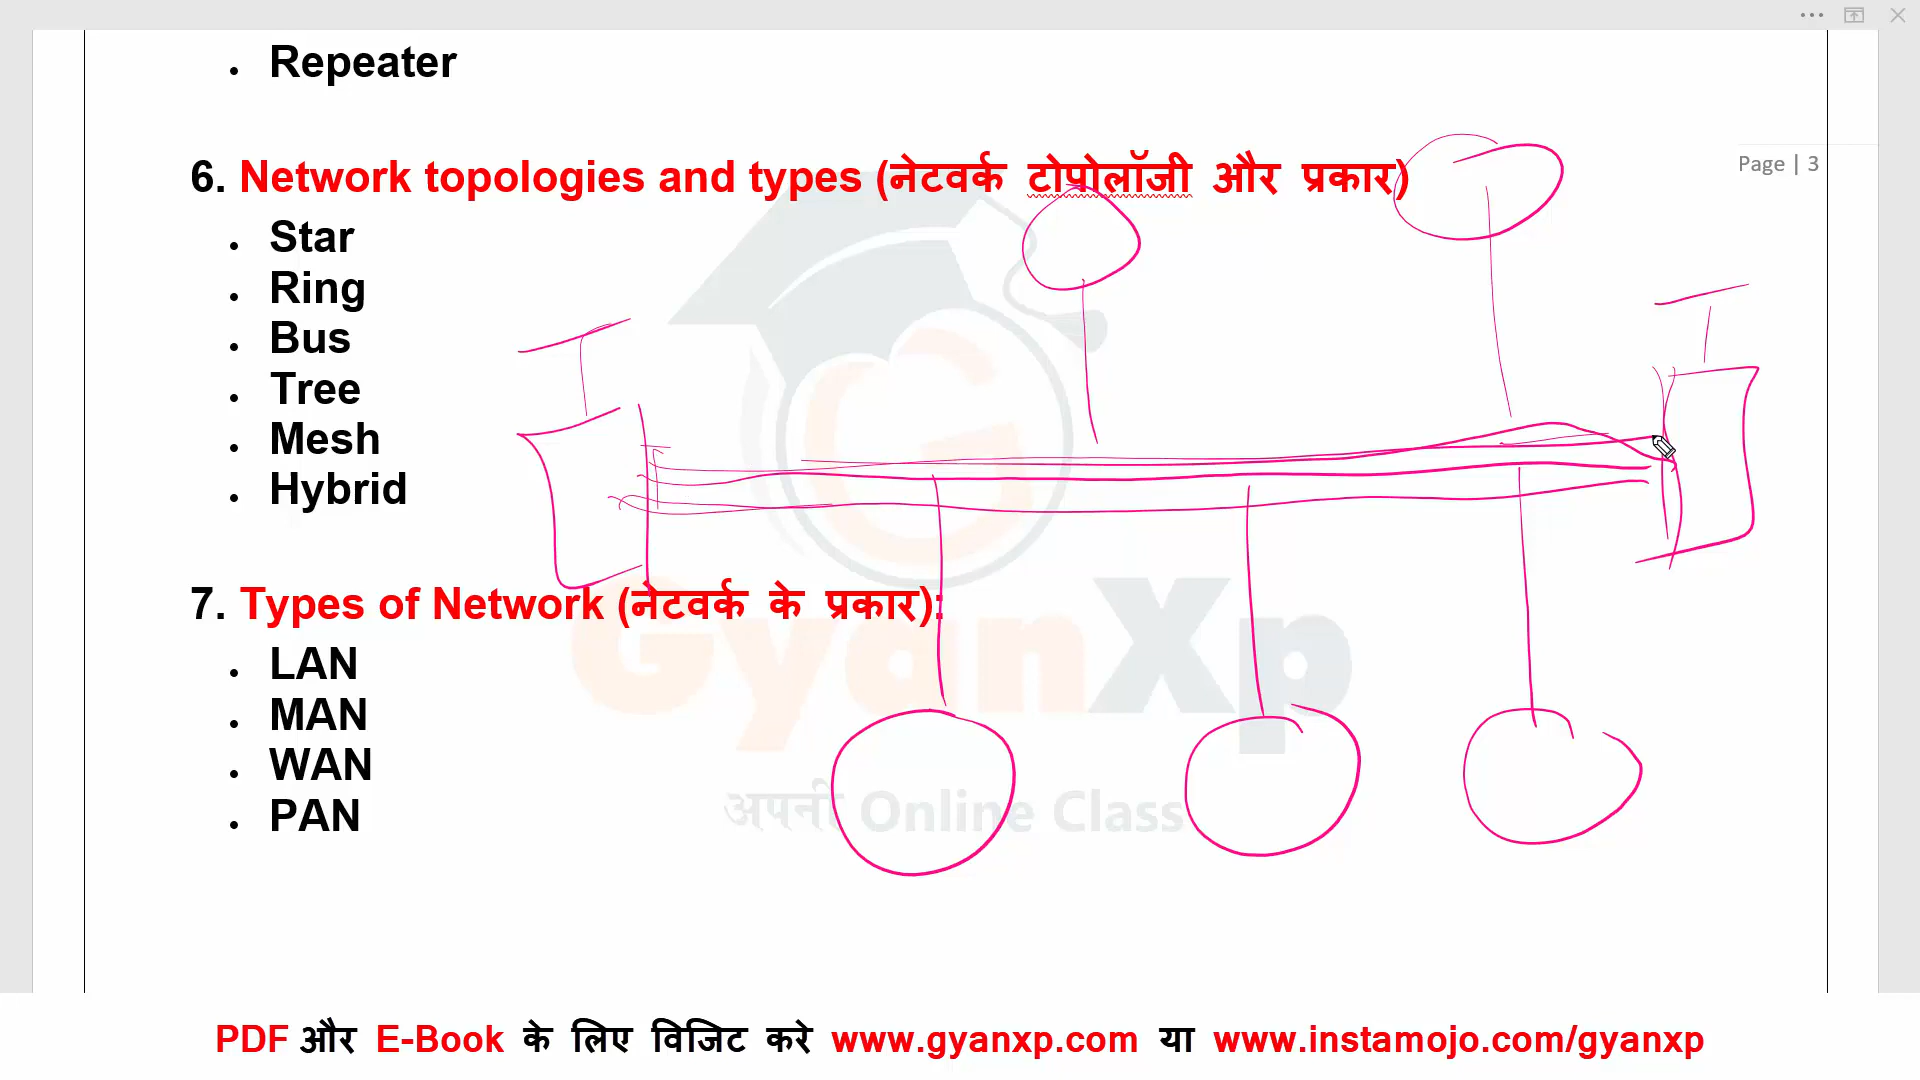 Repeater
6. Network topologies and types (नेटवर्क टोपोलॉजी और प्रकार)
Page | 3
Star
Ring
Bus
Tree
Mesh
Hybrid
7. Types of Network (नेटवर्क के प्रकार):
LAN
MAN
WAN
PAN
GyanXp
अपनी Online Class
PDF और E-Book के लिए विजिट करे www.gyanxp.com या www.instamojo.com/gyanxp